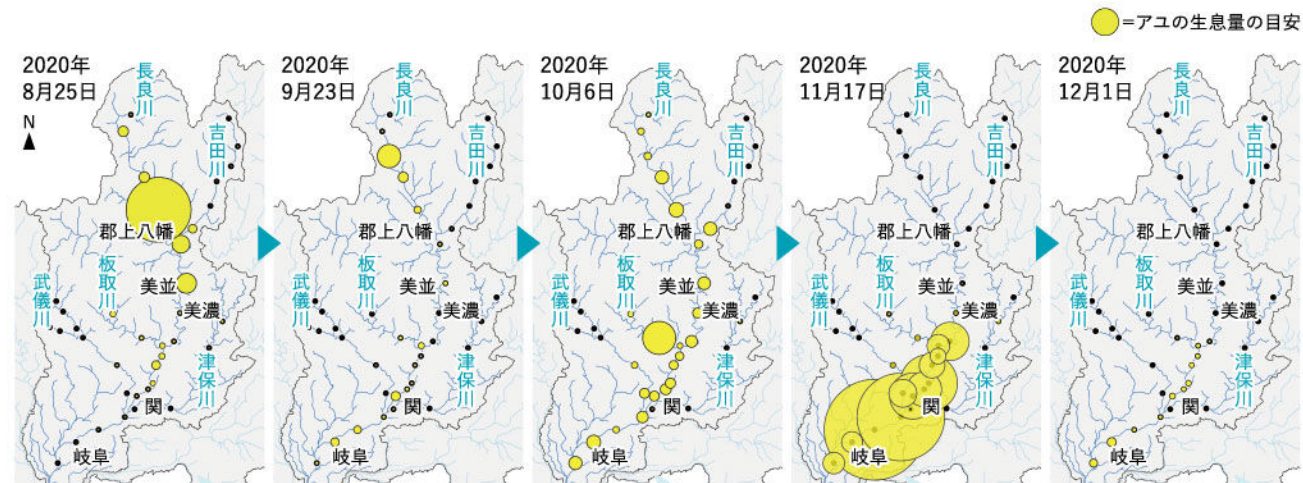 =アユの生息量の目安
2020年
8月25日
N
長良川
吉田川
郡上八幡
板取川
美並
武儀川
美濃
津保川
関
岐阜
2020年
9月23日
長良川
吉田川
郡上八幡
板取川
美並
武儀川
美濃
津保川
関
岐阜
2020年
10月6日
長良川
吉田川
郡上八幡
板取川
美並
武儀川
美濃
津保川
関
岐阜
2020年
11月17日
長良川
吉田川
郡上八幡
板取川
美並
武儀川
美濃
津保川
関
岐阜
2020年
12月1日
長良川
吉田川
郡上八幡
板取川
美並
武儀川
美濃
津保川
関
岐阜